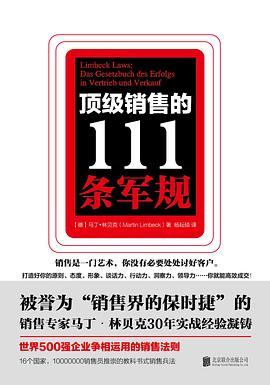 Limbeck Laws:
Das Gesetzbuch des Erfolgs
in Vertrieb und Verkauf
顶级销售的
111
条军规
【德】马丁·林贝克（Martin Limbeck）著 杨耘硕 译
销售是一门艺术，你没有必要处处讨好客户。
打造好你的原则、态度、形象、谈话力、行动力、洞察力、领导力……你就能高效成交！
被誉为“销售界的保时捷”的
销售专家马丁·林贝克30年实战经验凝铸
世界500强企业争相运用的销售法则
16个国家，10000000销售员推崇的教科书式销售兵法
北京联合出版公司